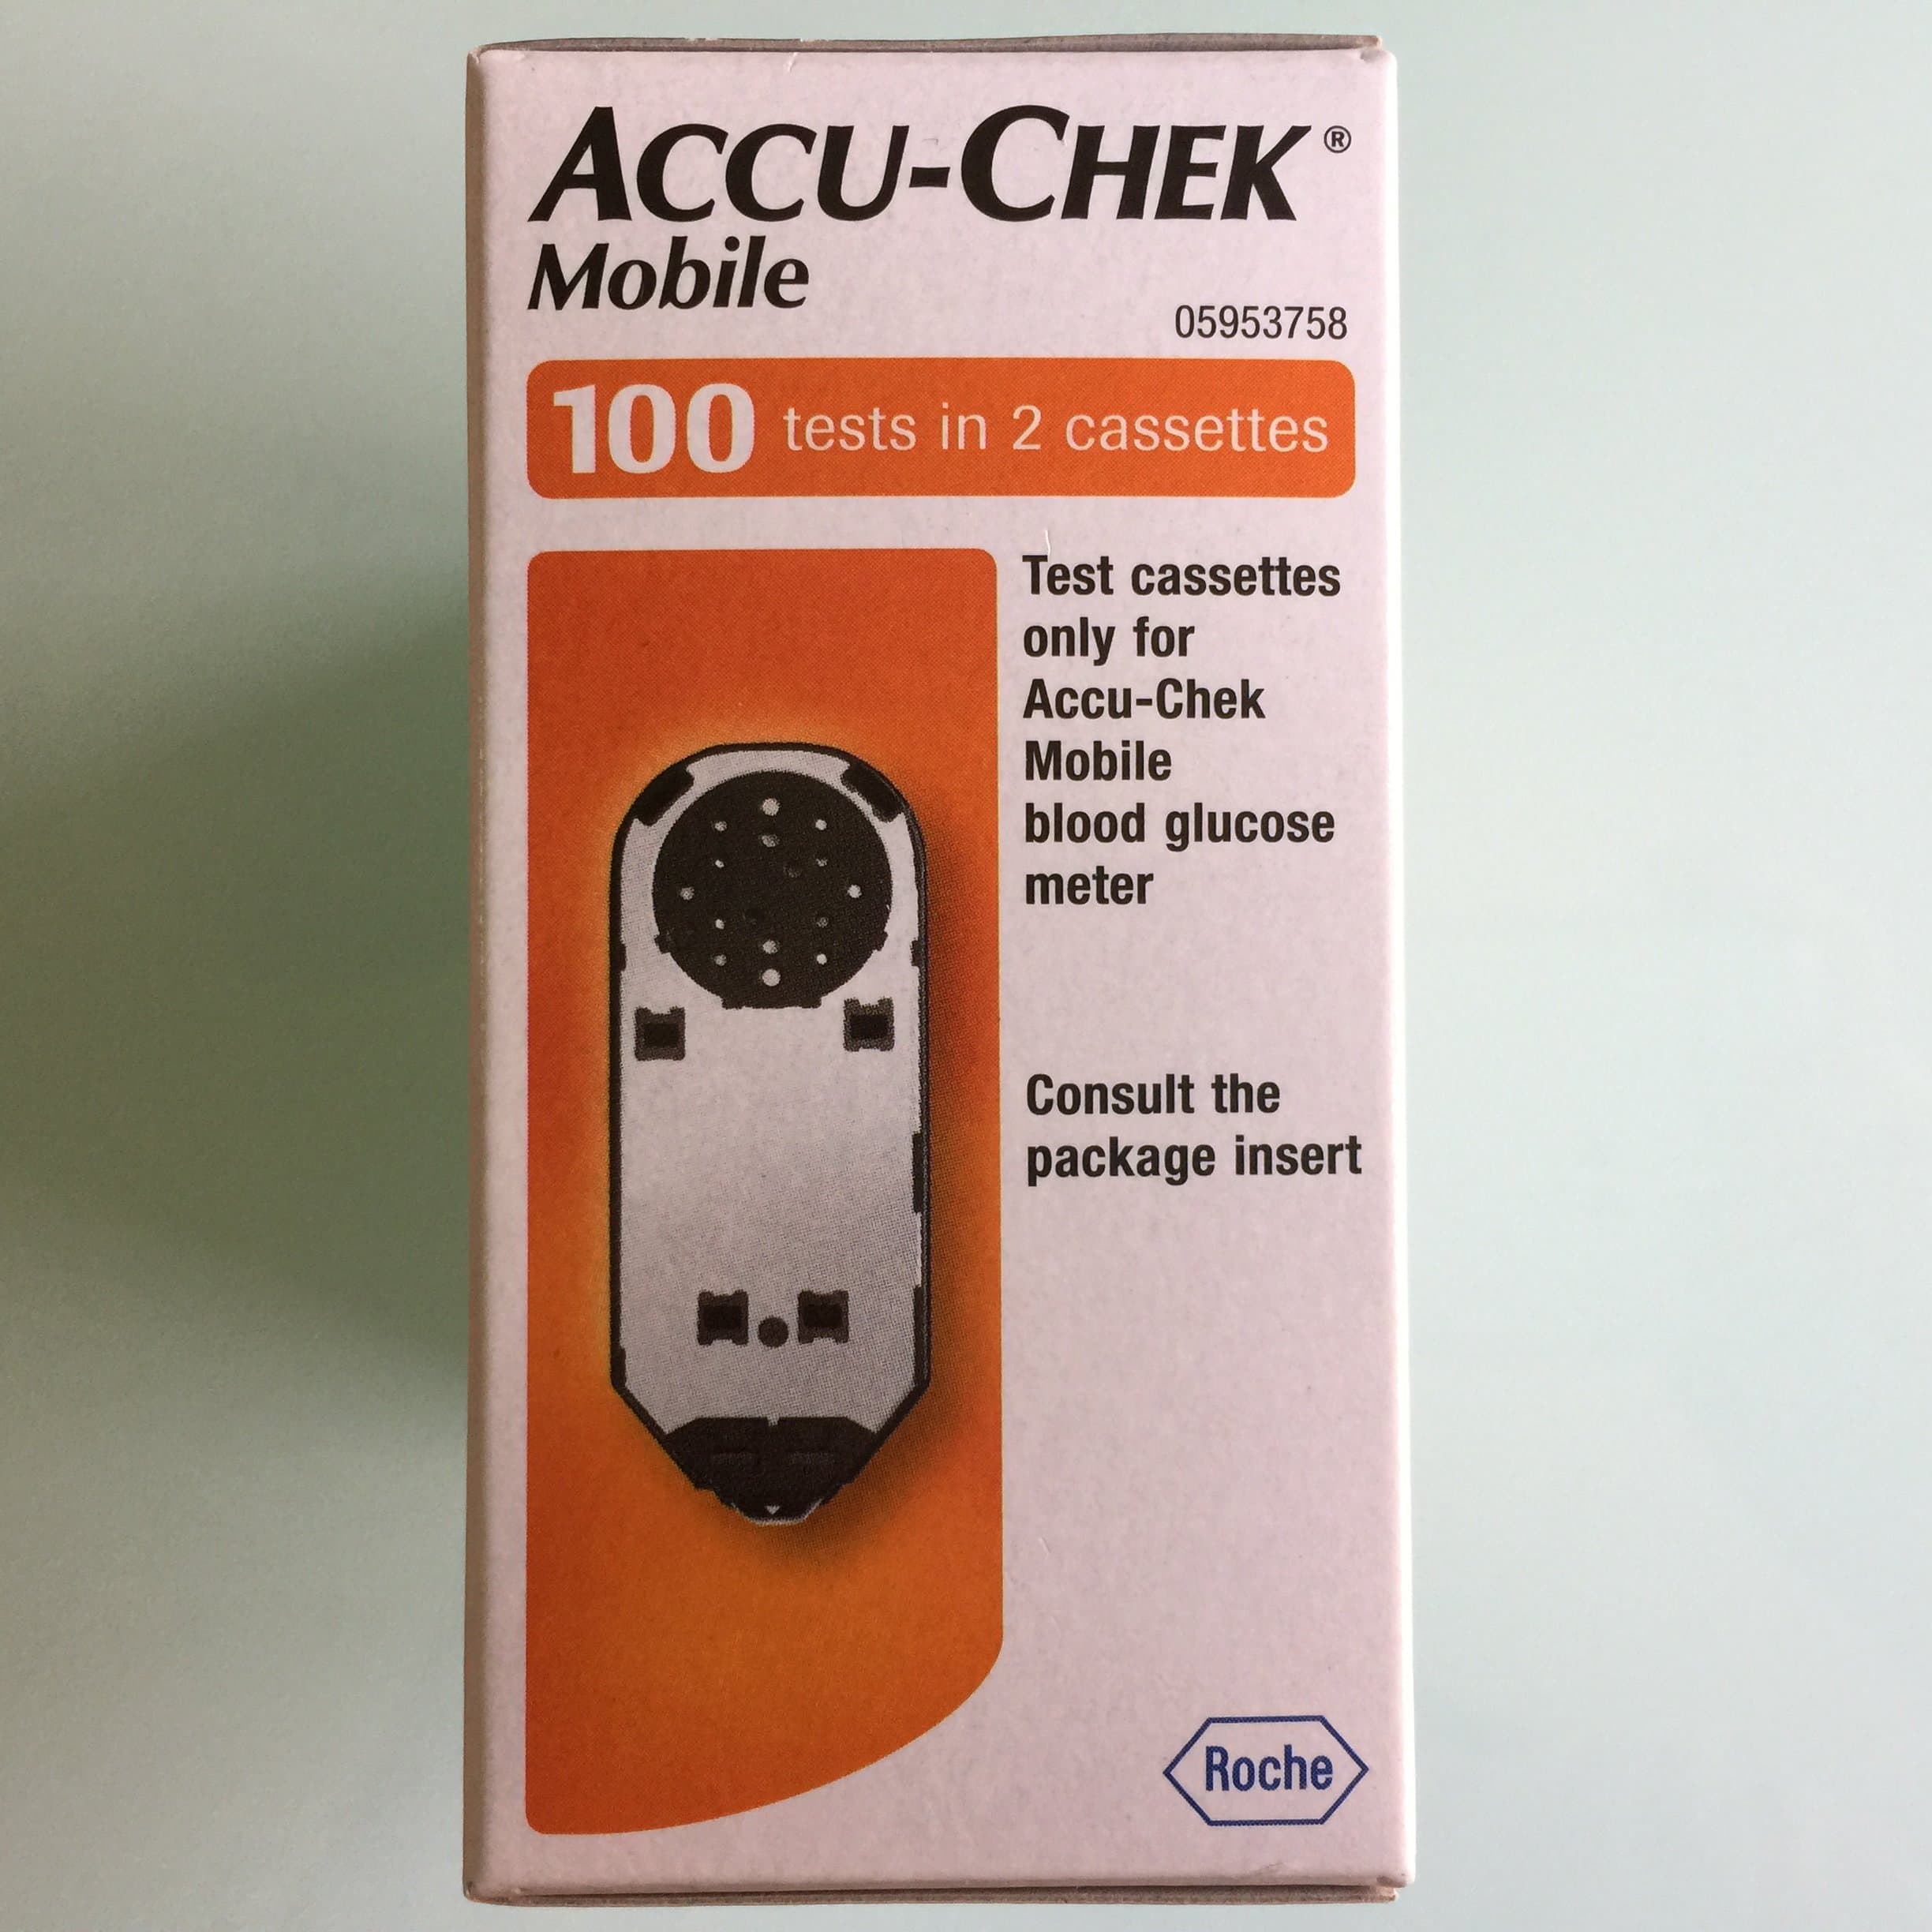 ACCU-CHEK®
Mobile
05953758
100 tests in 2 cassettes
Test cassettes
only for
Accu-Chek
Mobile
blood glucose
meter
Consult the
package insert
Roche